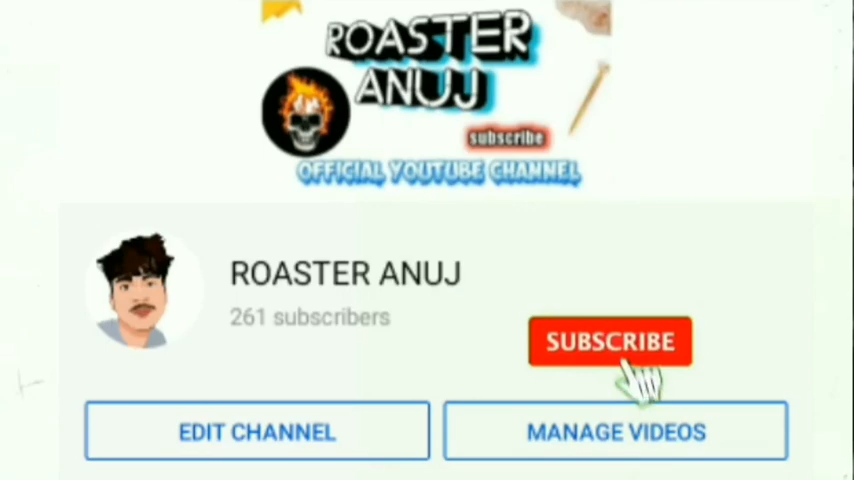 ROASTER
ANUJ
subscribe
OFFICIAL YOUTUBE CHANNEL
ROASTER ANUJ
261 subscribers
SUBSCRIBE
EDIT CHANNEL
MANAGE VIDEOS